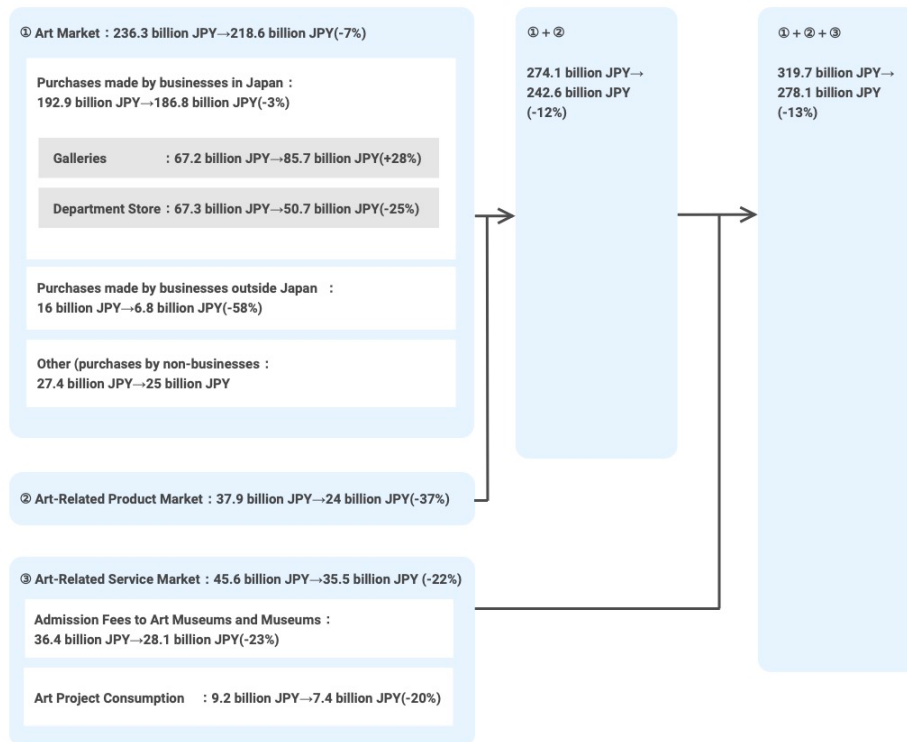 ① Art Market：236.3 billion JPY→218.6 billion JPY(-7%)
Purchases made by businesses in Japan：
192.9 billion JPY→186.8 billion JPY(-3%)
Galleries ：67.2 billion JPY→85.7 billion JPY(+28%)
Department Store：67.3 billion JPY→50.7 billion JPY(-25%)
Purchases made by businesses outside Japan ：
16 billion JPY→6.8 billion JPY(-58%)
Other (purchases by non-businesses：
27.4 billion JPY→25 billion JPY
② Art-Related Product Market：37.9 billion JPY→24 billion JPY(-37%)
③ Art-Related Service Market：45.6 billion JPY→35.5 billion JPY (-22%)
Admission Fees to Art Museums and Museums：
36.4 billion JPY→28.1 billion JPY(-23%)
Art Project Consumption ：9.2 billion JPY→7.4 billion JPY(-20%)
①+②
274.1 billion JPY→
242.6 billion JPY
(-12%)
①+②+③
319.7 billion JPY→
278.1 billion JPY
(-13%)